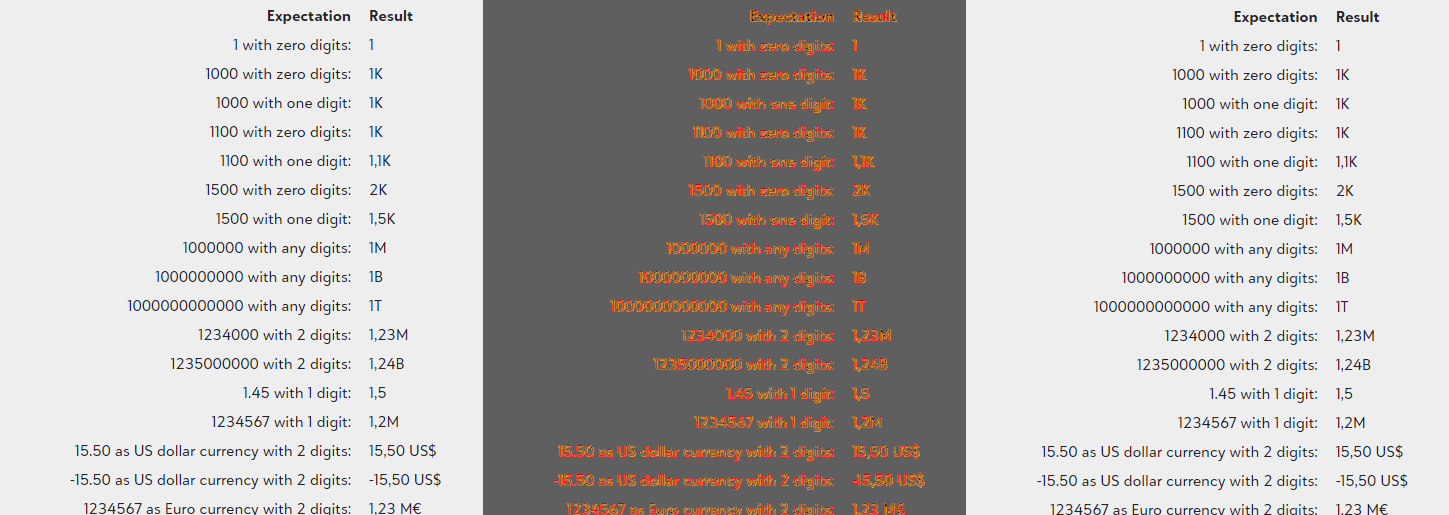 Expectation Result Expectation Result Expectation Result
1 with zero digits: 1 1 with zero digits: 1 1 with zero digits: 1
1000 with zero digits: 1K 1000 with zero digits: 1K 1000 with zero digits: 1K
1000 with one digit: 1K 1000 with one digit: 1K 1000 with one digit: 1K
1100 with zero digits: 1K 1100 with zero digits: 1K 1100 with zero digits: 1K
1100 with one digit: 1,1K 1100 with one digit: 1,1K 1100 with one digit: 1,1K
1500 with zero digits: 2K 1500 with zero digits: 2K 1500 with zero digits: 2K
1500 with one digit: 1,5K 1500 with one digit: 1,5K 1500 with one digit: 1,5K
1000000 with any digits: 1M 1000000 with any digits: 1M 1000000 with any digits: 1M
1000000000 with any digits: 1B 1000000000 with any digits: 1B 1000000000 with any digits: 1B
1000000000000 with any digits: 1T 1000000000000 with any digits: 1T 1000000000000 with any digits: 1T
1234000 with 2 digits: 1,23M 1234000 with 2 digits: 1,23M 1234000 with 2 digits: 1,23M
1235000000 with 2 digits: 1,24B 1235000000 with 2 digits: 1,24B 1235000000 with 2 digits: 1,24B
1.45 with 1 digit: 1,5 1.45 with 1 digit: 1,5 1.45 with 1 digit: 1,5
1234567 with 1 digit: 1,2M 1234567 with 1 digit: 1,2M 1234567 with 1 digit: 1,2M
15.50 as US dollar currency with 2 digits: 15,50 US$ 15.50 as US dollar currency with 2 digits: 15,50 US$ 15.50 as US dollar currency with 2 digits: 15,50 US$
-15.50 as US dollar currency with 2 digits: -15,50 US$ -15.50 as US dollar currency with 2 digits: -15,50 US$ -15.50 as US dollar currency with 2 digits: -15,50 US$
1234567 as Euro currency with 2 digits: 1,23 M€ 1234567 as Euro currency with 2 digits: 1,23 M€ 1234567 as Euro currency with 2 digits: 1,23 M€